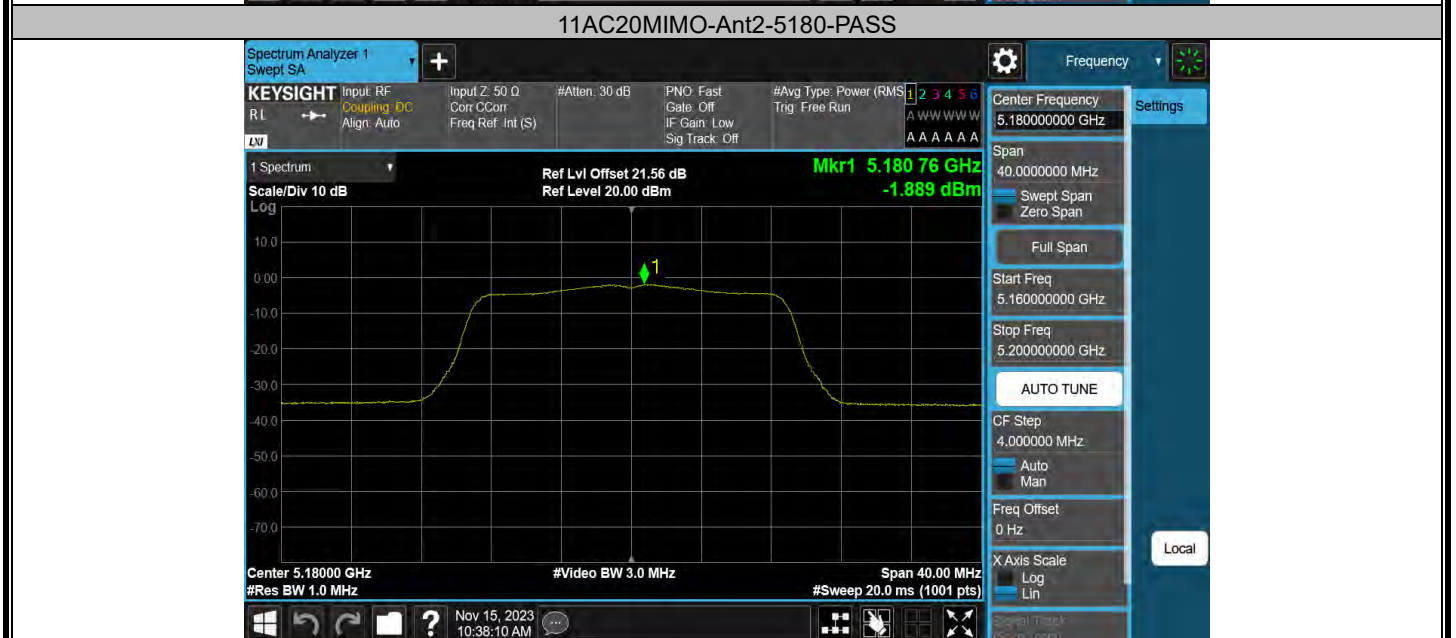 11AC20MIMO-Ant2-5180-PASS
Spectrum Analyzer 1
Swept SA
+
Frequency
KEYSIGHT
Input: RF
Input Z: 50 Ω
#Atten: 30 dB
PNO: Fast
#Avg Type: Power (RMS
1 2 3 4 5 6
R L
Coupling: DC
Corr CCorr
Gate: Off
Trig: Free Run
A WW WW W
Align: Auto
Freq Ref: Int (S)
IF Gain: Low
Sig Track: Off
A A A A A A
LXI
Center Frequency
5.180000000 GHz
Settings
1 Spectrum
Ref Lvl Offset 21.56 dB
Mkr1 5.180 76 GHz
Scale/Div 10 dB
Ref Level 20.00 dBm
-1.889 dBm
Log
10.0
0.00
-10.0
-20.0
-30.0
-40.0
-50.0
-60.0
-70.0
1
Center 5.18000 GHz
#Video BW 3.0 MHz
Span 40.00 MHz
#Res BW 1.0 MHz
#Sweep 20.0 ms (1001 pts)
Span
40.0000000 MHz
Swept Span
Zero Span
Full Span
Start Freq
5.160000000 GHz
Stop Freq
5.200000000 GHz
AUTO TUNE
CF Step
4.000000 MHz
Auto
Man
Freq Offset
0 Hz
X Axis Scale
Log
Lin
Signal Track
Local
?
Nov 15, 2023
10:38:10 AM